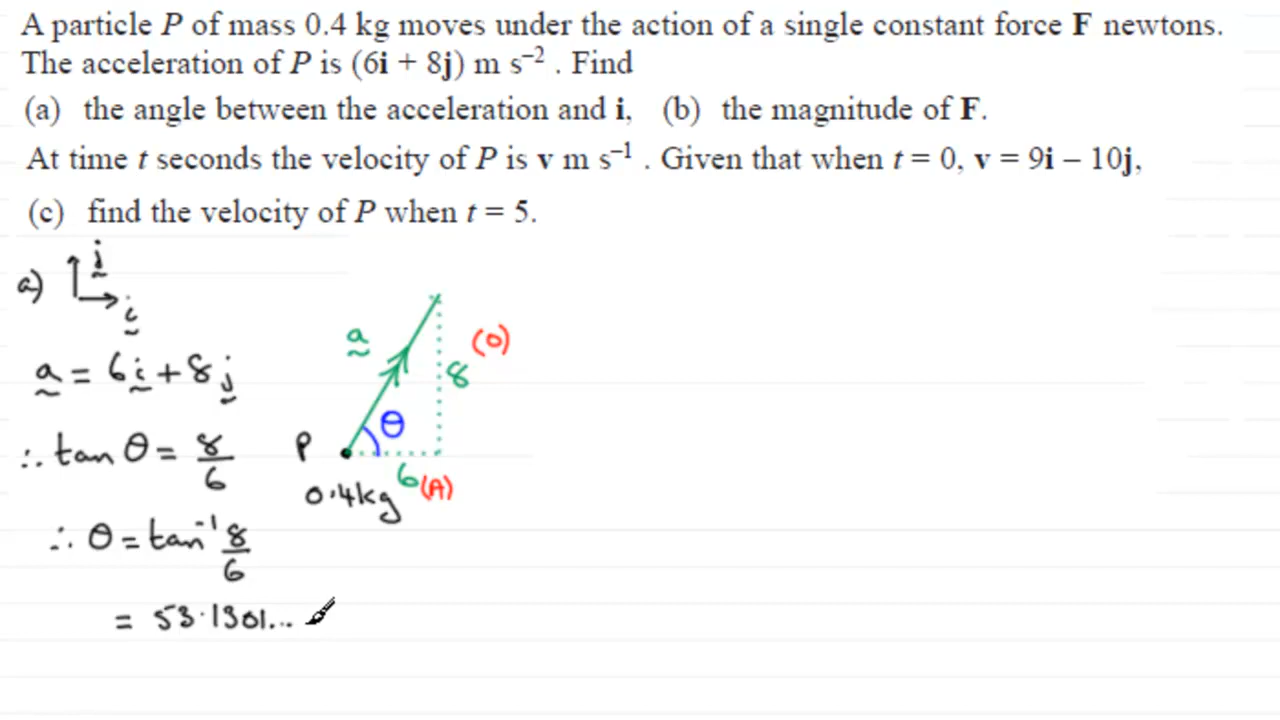 A particle P of mass 0.4 kg moves under the action of a single constant force F newtons.
The acceleration of P is (6i + 8j) m s⁻² . Find
(a) the angle between the acceleration and i, (b) the magnitude of F.
At time t seconds the velocity of P is v m s⁻¹ . Given that when t = 0, v = 9i – 10j,
(c) find the velocity of P when t = 5.
a) j
i
a = 6i + 8j
∴ tan θ = 8/6
∴ θ = tan⁻¹ 8/6
= 53.1301...
a
8 (O)
θ
P
6 (A)
0.4kg